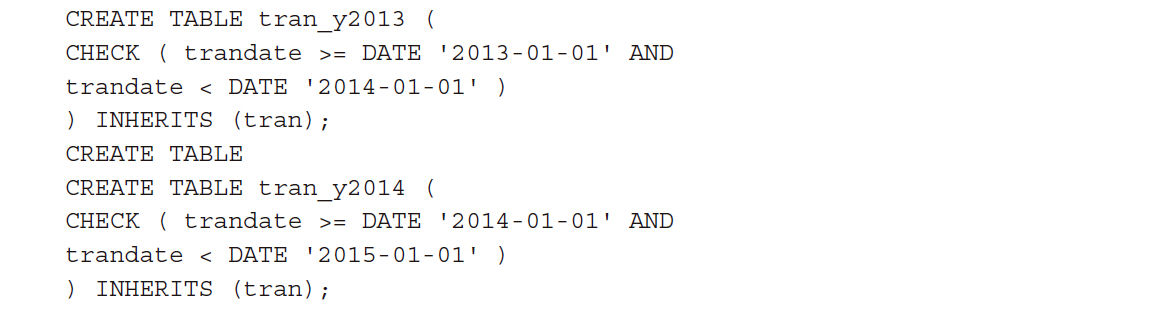 CREATE TABLE tran_y2013 (
CHECK ( trandate >= DATE '2013-01-01' AND
trandate < DATE '2014-01-01' )
) INHERITS (tran);
CREATE TABLE
CREATE TABLE tran_y2014 (
CHECK ( trandate >= DATE '2014-01-01' AND
trandate < DATE '2015-01-01' )
) INHERITS (tran);